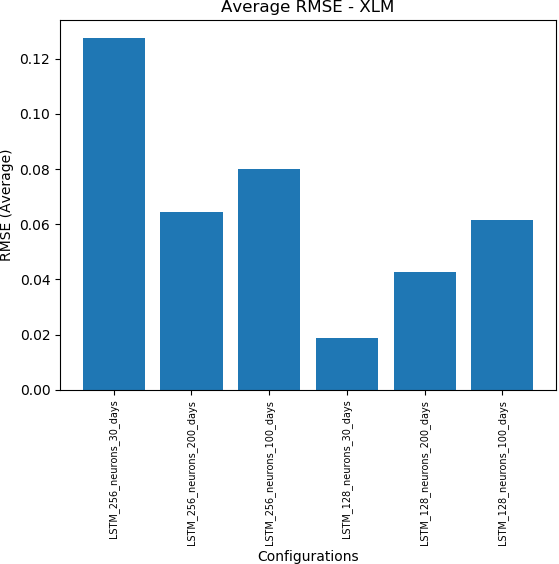 Average RMSE - XLM
RMSE (Average)
0.12
0.10
0.08
0.06
0.04
0.02
0.00
LSTM_256_neurons_30_days
LSTM_256_neurons_200_days
LSTM_256_neurons_100_days
LSTM_128_neurons_30_days
LSTM_128_neurons_200_days
LSTM_128_neurons_100_days
Configurations